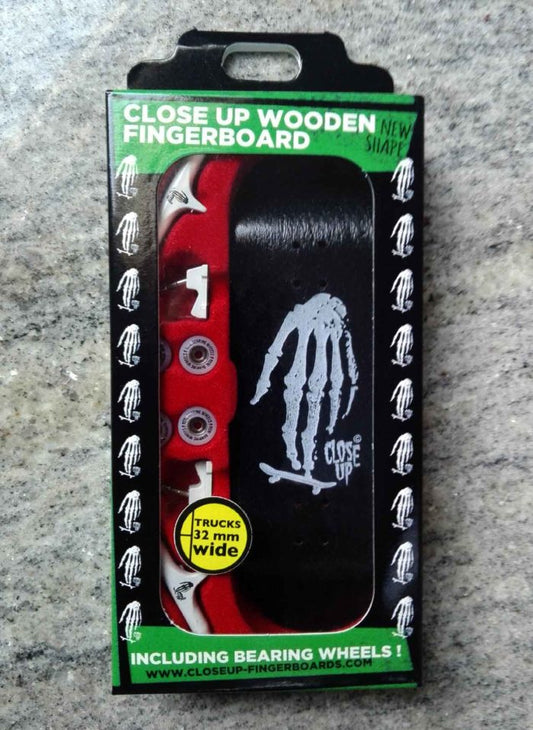 CLOSE UP WOODEN
FINGERBOARD
NEW
SHAPE
CLOSE
UP
©
TRUCKS
32 mm
wide
INCLUDING BEARING WHEELS !
WWW.CLOSEUP-FINGERBOARDS.COM